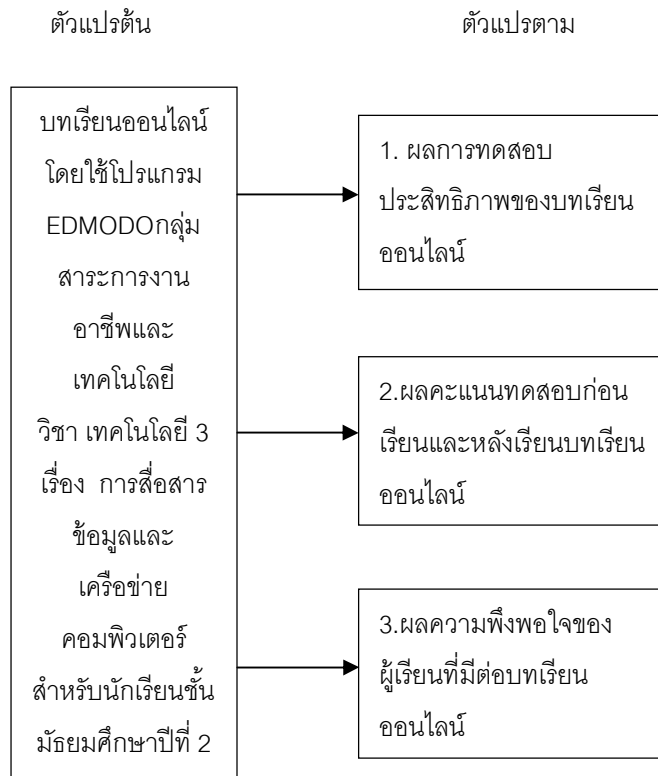 ตัวแปรต้น
ตัวแปรตาม
บทเรียนออนไลน์
โดยใช้โปรแกรม
EDMODOกลุ่ม
สาระการงาน
อาชีพและ
เทคโนโลยี
วิชา เทคโนโลยี 3
เรื่อง การสื่อสาร
ข้อมูลและ
เครือข่าย
คอมพิวเตอร์
สำหรับนักเรียนชั้น
มัธยมศึกษาปีที่ 2
1. ผลการทดสอบ
ประสิทธิภาพของบทเรียน
ออนไลน์
2.ผลคะแนนทดสอบก่อน
เรียนและหลังเรียนบทเรียน
ออนไลน์
3.ผลความพึงพอใจของ
ผู้เรียนที่มีต่อบทเรียน
ออนไลน์